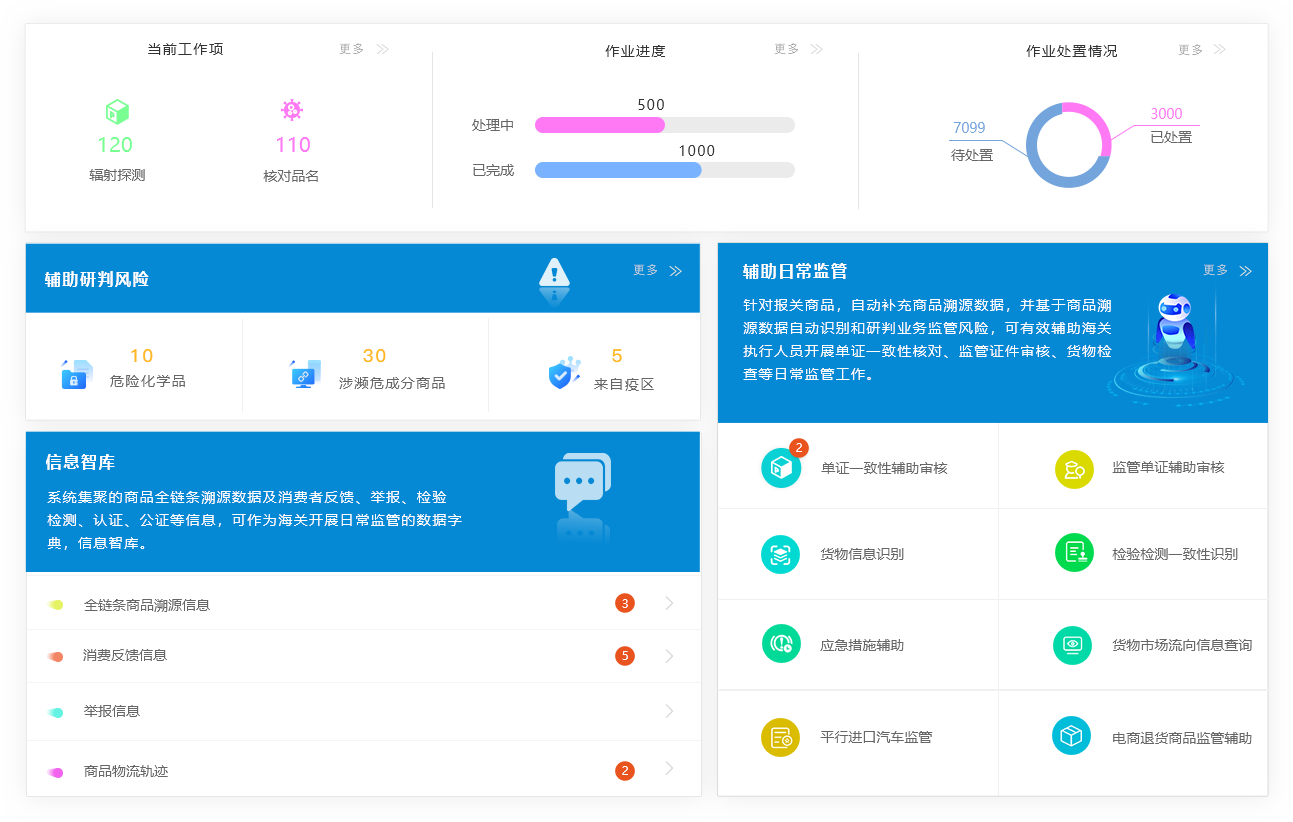 当前工作项
更多
120
辐射探测
110
核对品名
作业进度
更多
500
处理中
1000
已完成
作业处置情况
更多
7099
待处置
3000
已处置
辅助研判风险
更多
10
危险化学品
30
涉濒危成分商品
5
来自疫区
信息智库
系统集聚的商品全链条溯源数据及消费者反馈、举报、检验
检测、认证、公证等信息，可作为海关开展日常监管的数据字
典，信息智库。
全链条商品溯源信息
3
消费反馈信息
5
举报信息
商品物流轨迹
2
辅助日常监管
更多
针对报关商品，自动补充商品溯源数据，并基于商品溯
源数据自动识别和研判业务监管风险，可有效辅助海关
执行人员开展单证一致性核对、监管证件审核、货物检
查等日常监管工作。
2
单证一致性辅助审核
监管单证辅助审核
货物信息识别
检验检测一致性识别
应急措施辅助
货物市场流向信息查询
平行进口汽车监管
电商退货商品监管辅助